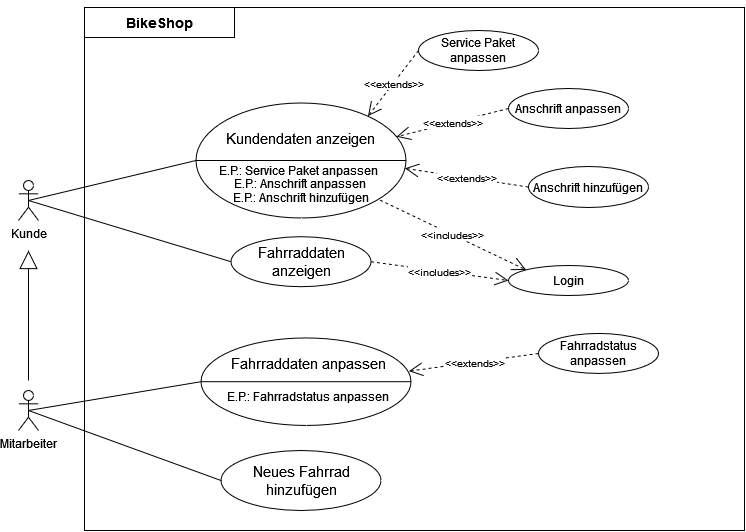 BikeShop
Service Paket
anpassen
<<extends>>
Anschrift anpassen
<<extends>>
Kundendaten anzeigen
E.P.: Service Paket anpassen
E.P.: Anschrift anpassen
E.P.: Anschrift hinzufügen
<<extends>>
Anschrift hinzufügen
Kunde
<<includes>>
Fahrraddaten
anzeigen
<<includes>>
Login
Fahrraddaten anpassen
E.P.: Fahrradstatus anpassen
<<extends>>
Fahrradstatus
anpassen
Mitarbeiter
Neues Fahrrad
hinzufügen